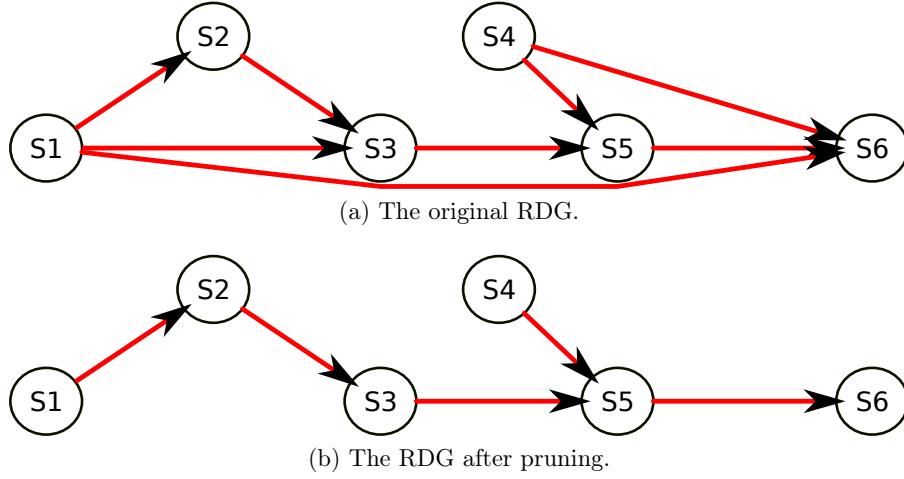 S2 S4
S1 S3 S5 S6
(a) The original RDG.
S2 S4
S1 S3 S5 S6
(b) The RDG after pruning.